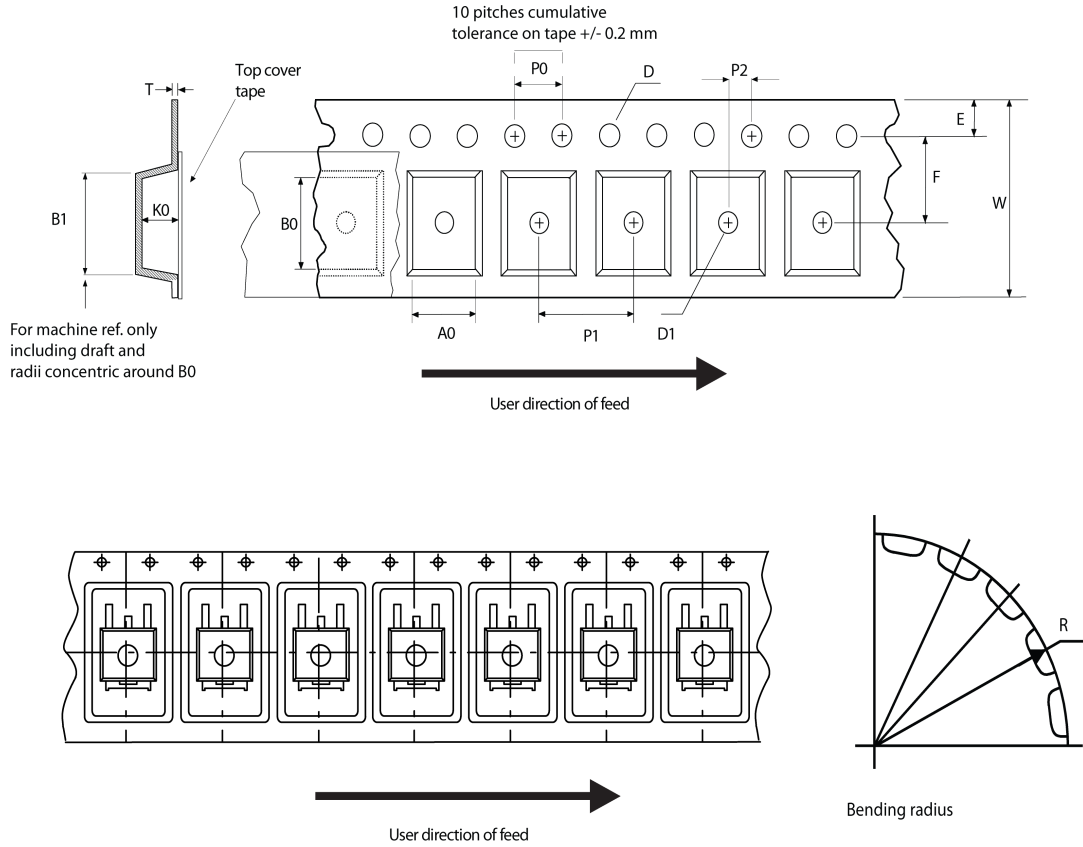 10 pitches cumulative
tolerance on tape +/- 0.2 mm
Top cover
tape
T
P0
D
P2
E
F
W
B1
K0
B0
A0
P1
D1
For machine ref. only
including draft and
radii concentric around B0
User direction of feed
R
Bending radius
User direction of feed